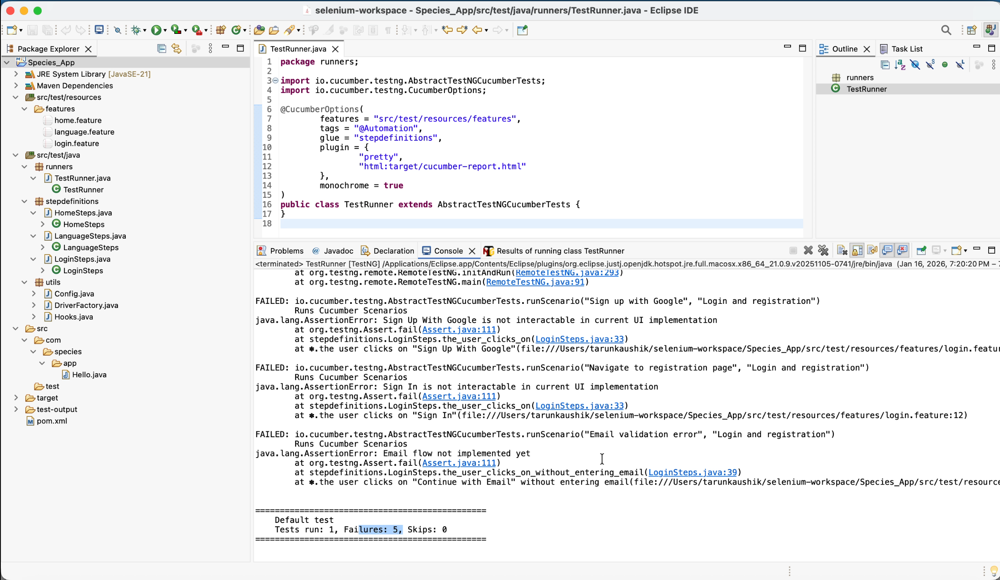 selenium-workspace - Species_App/src/test/java/runners/TestRunner.java - Eclipse IDE
Package Explorer
Species_App
JRE System Library [JavaSE-21]
Maven Dependencies
src/test/resources
features
home.feature
language.feature
login.feature
src/test/java
runners
TestRunner.java
TestRunner
stepdefinitions
HomeSteps.java
HomeSteps
LanguageSteps.java
LanguageSteps
LoginSteps.java
LoginSteps
utils
Config.java
DriverFactory.java
Hooks.java
src
com
species
app
Hello.java
test
target
test-output
pom.xml
TestRunner.java
1 package runners;
2
3 import io.cucumber.testng.AbstractTestNGCucumberTests;
4 import io.cucumber.testng.CucumberOptions;
5
6 @CucumberOptions(
7 features = "src/test/resources/features",
8 tags = "@Automation",
9 glue = "stepdefinitions",
10 plugin = {
11 "pretty",
12 "html:target/cucumber-report.html"
13 },
14 monochrome = true
15 )
16 public class TestRunner extends AbstractTestNGCucumberTests {
17 }
18
Outline Task List
runners
TestRunner
Problems @ Javadoc Declaration Console Results of running class TestRunner
<terminated> TestRunner [TestNG] /Applications/Eclipse.app/Contents/Eclipse/plugins/org.eclipse.justj.openjdk.hotspot.jre.full.macosx.x86_64_21.0.9.v20251105-0741/jre/bin/java (Jan 16, 2026, 7:20:20 PM – 7
at org.testng.remote.RemoteTestNG.initAndRun(RemoteTestNG.java:293)
at org.testng.remote.RemoteTestNG.main(RemoteTestNG.java:91)
FAILED: io.cucumber.testng.AbstractTestNGCucumberTests.runScenario("Sign up with Google", "Login and registration")
Runs Cucumber Scenarios
java.lang.AssertionError: Sign Up With Google is not interactable in current UI implementation
at org.testng.Assert.fail(Assert.java:111)
at stepdefinitions.LoginSteps.the_user_clicks_on(LoginSteps.java:33)
at ✽.the user clicks on "Sign Up With Google"(file:///Users/tarunkaushik/selenium-workspace/Species_App/src/test/resources/features/login.featur
FAILED: io.cucumber.testng.AbstractTestNGCucumberTests.runScenario("Navigate to registration page", "Login and registration")
Runs Cucumber Scenarios
java.lang.AssertionError: Sign In is not interactable in current UI implementation
at org.testng.Assert.fail(Assert.java:111)
at stepdefinitions.LoginSteps.the_user_clicks_on(LoginSteps.java:33)
at ✽.the user clicks on "Sign In"(file:///Users/tarunkaushik/selenium-workspace/Species_App/src/test/resources/features/login.feature:12)
FAILED: io.cucumber.testng.AbstractTestNGCucumberTests.runScenario("Email validation error", "Login and registration")
Runs Cucumber Scenarios
java.lang.AssertionError: Email flow not implemented yet
at org.testng.Assert.fail(Assert.java:111)
at stepdefinitions.LoginSteps.the_user_clicks_on_without_entering_email(LoginSteps.java:39)
at ✽.the user clicks on "Continue with Email" without entering email(file:///Users/tarunkaushik/selenium-workspace/Species_App/src/test/resource
===============================================
Default test
Tests run: 1, Failures: 5, Skips: 0
===============================================